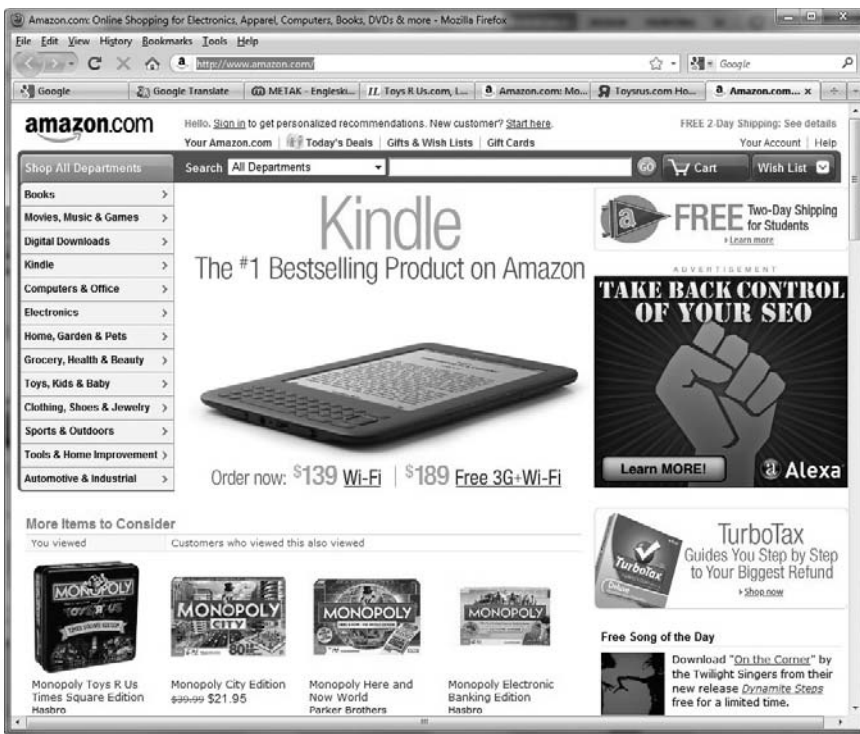 Amazon.com: Online Shopping for Electronics, Apparel, Computers, Books, DVDs & more - Mozilla Firefox
File Edit View History Bookmarks Tools Help
http://www.amazon.com/
Google
Google
Google Translate
METAK - Engleski...
Toys R Us.com, L...
Amazon.com: Mo...
Toysrus.com Ho...
Amazon.com...
amazon.com
Hello. Sign in to get personalized recommendations. New customer? Start here.
FREE 2-Day Shipping: See details
Your Amazon.com | Today's Deals | Gifts & Wish Lists | Gift Cards
Your Account | Help
Shop All Departments
Search All Departments
GO
Cart
Wish List
Books
Movies, Music & Games
Digital Downloads
Kindle
Computers & Office
Electronics
Home, Garden & Pets
Grocery, Health & Beauty
Toys, Kids & Baby
Clothing, Shoes & Jewelry
Sports & Outdoors
Tools & Home Improvement
Automotive & Industrial
Kindle
The #1 Bestselling Product on Amazon
Order now: $139 Wi-Fi | $189 Free 3G+Wi-Fi
FREE Two-Day Shipping
for Students
Learn more
ADVERTISEMENT
TAKE BACK CONTROL
OF YOUR SEO
Learn MORE!
Alexa
TurboTax
Guides You Step by Step
to Your Biggest Refund
Shop now
TurboTax
Deluxe
More Items to Consider
You viewed
Customers who viewed this also viewed
MONOPOLY
TOYS R US
TIMES SQUARE EDITION
MONOPOLY
CITY
80
MONOPOLY
MONOPOLY
Monopoly Toys R Us
Times Square Edition
Hasbro
Monopoly City Edition
$39.99 $21.95
Monopoly Here and
Now World
Parker Brothers
Monopoly Electronic
Banking Edition
Hasbro
Free Song of the Day
Download "On the Corner" by
the Twilight Singers from their
new release Dynamite Steps
free for a limited time.